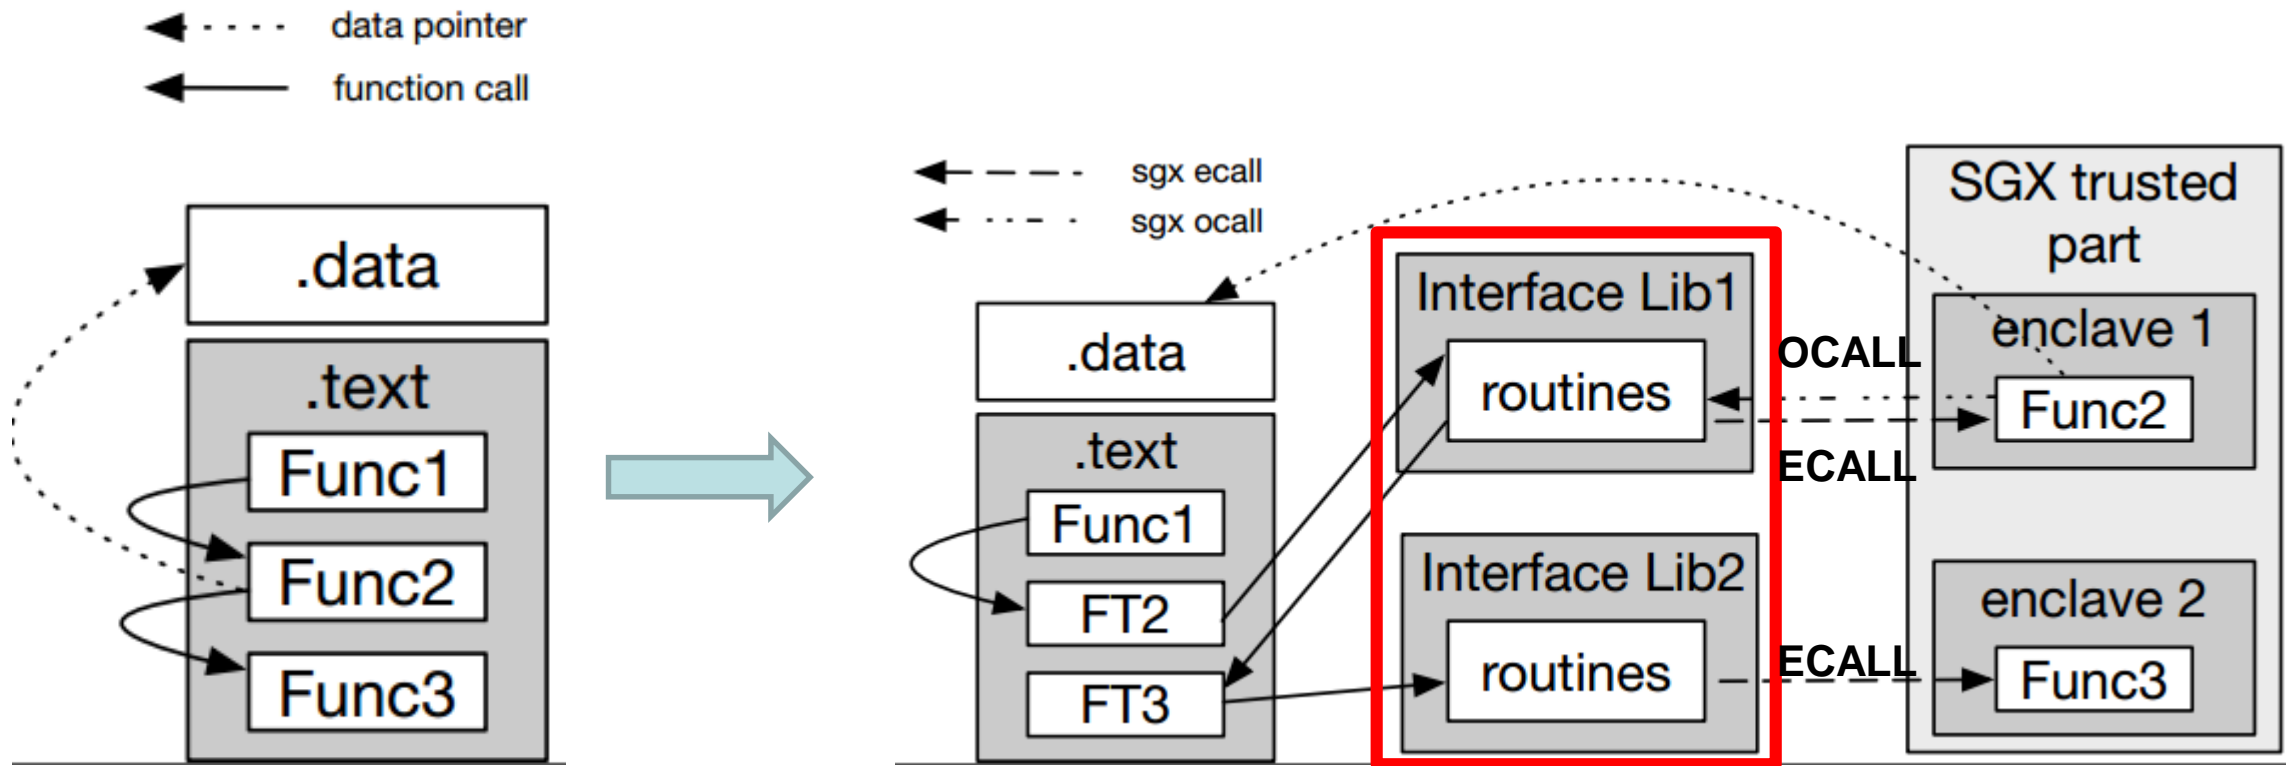 data pointer
function call
.data
.text
Func1
Func2
Func3
sgx ecall
sgx ocall
.data
.text
Func1
FT2
FT3
Interface Lib1
routines
Interface Lib2
routines
OCALL
ECALL
ECALL
SGX trusted
part
enclave 1
Func2
enclave 2
Func3